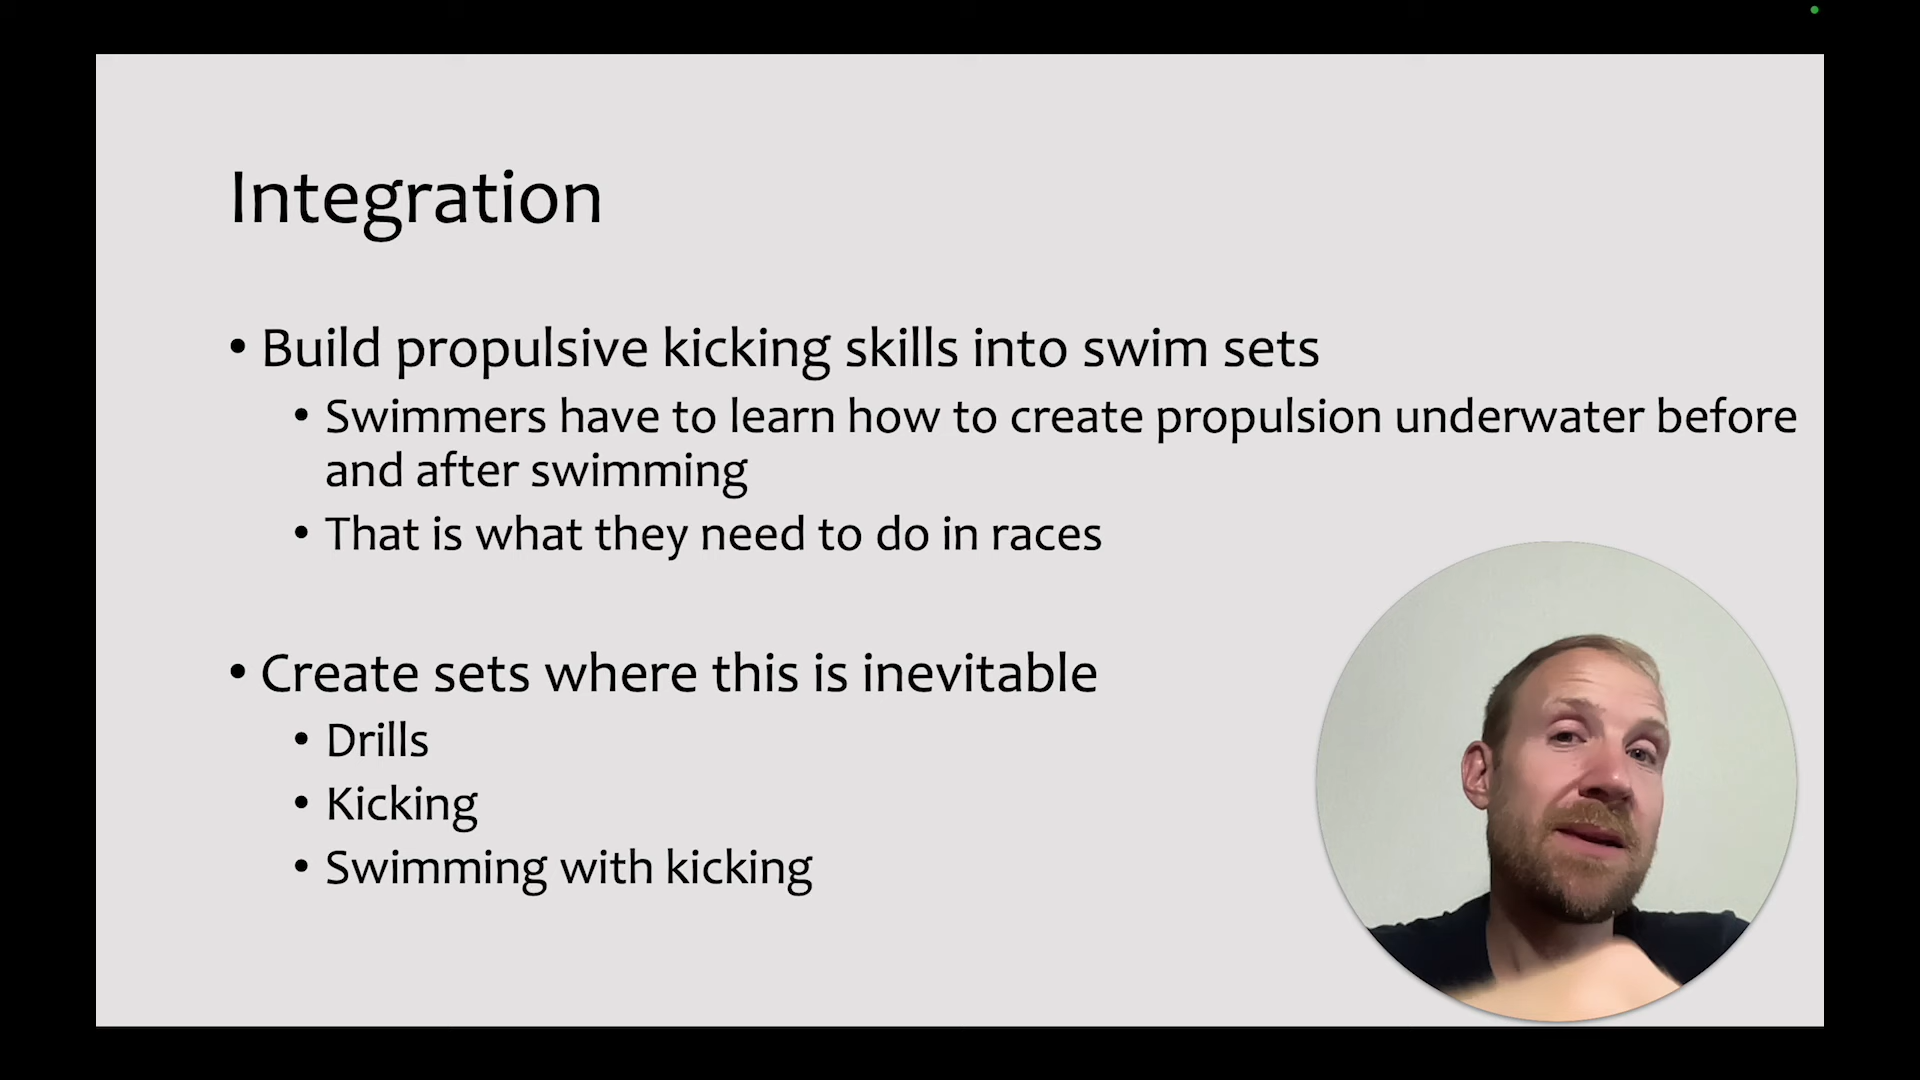 Integration
• Build propulsive kicking skills into swim sets
• Swimmers have to learn how to create propulsion underwater before
and after swimming
• That is what they need to do in races
• Create sets where this is inevitable
• Drills
• Kicking
• Swimming with kicking